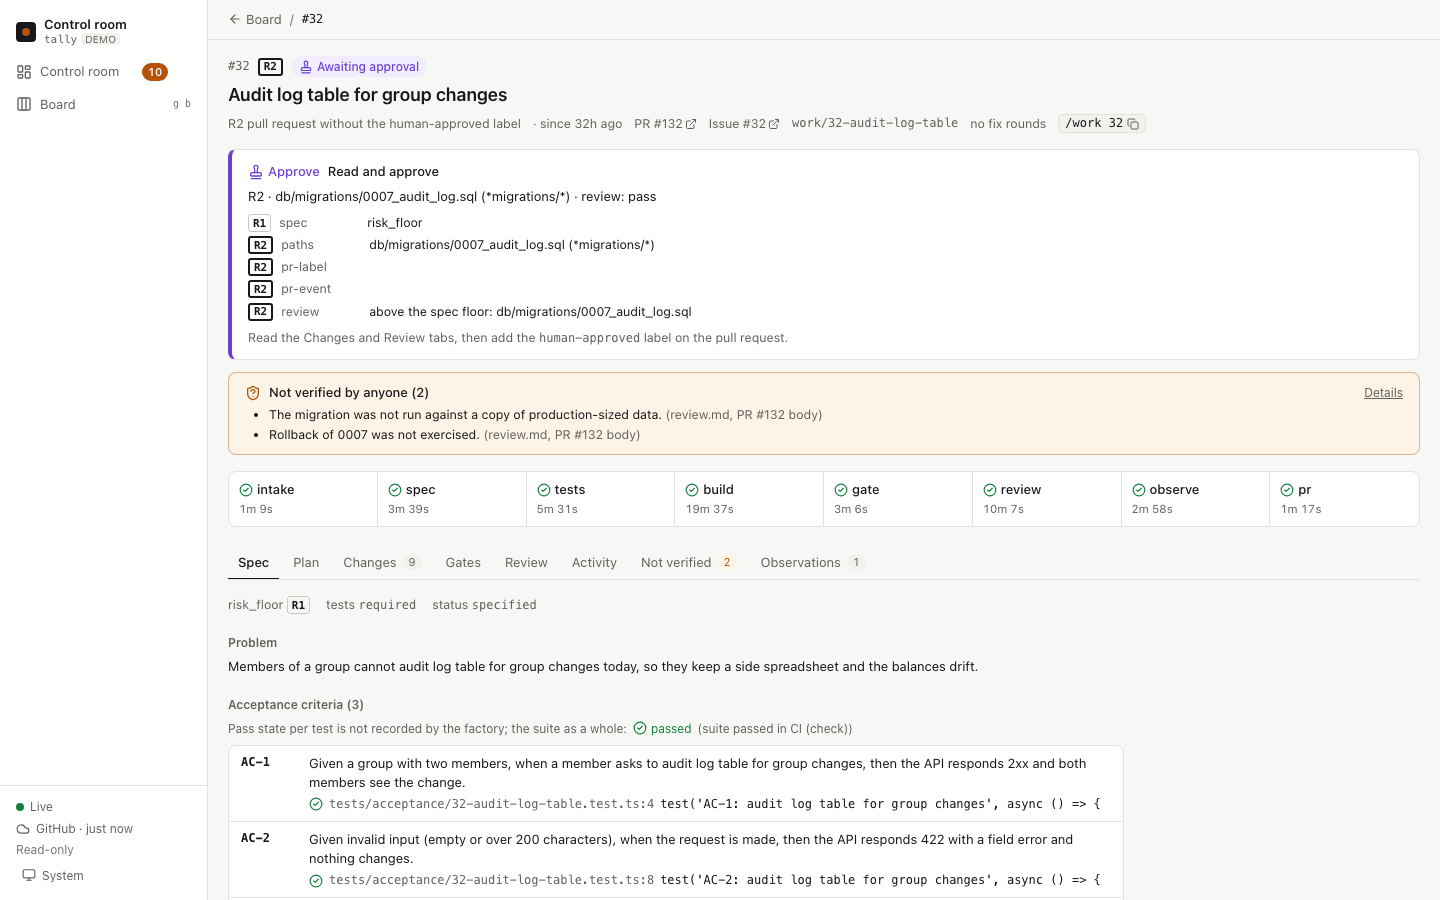 Control room
tally DEMO
Control room 10
Board g b
Live
GitHub · just now
Read-only
System
Board / #32
#32 R2 Awaiting approval
Audit log table for group changes
R2 pull request without the human-approved label · since 32h ago PR #132 Issue #32 work/32-audit-log-table no fix rounds /work 32
Approve Read and approve
R2 · db/migrations/0007_audit_log.sql (*migrations/*) · review: pass
R1 spec risk_floor
R2 paths db/migrations/0007_audit_log.sql (*migrations/*)
R2 pr-label
R2 pr-event
R2 review above the spec floor: db/migrations/0007_audit_log.sql
Read the Changes and Review tabs, then add the human-approved label on the pull request.
Not verified by anyone (2) Details
• The migration was not run against a copy of production-sized data. (review.md, PR #132 body)
• Rollback of 0007 was not exercised. (review.md, PR #132 body)
intake spec tests build gate review observe pr
1m 9s 3m 39s 5m 31s 19m 37s 3m 6s 10m 7s 2m 58s 1m 17s
Spec Plan Changes 9 Gates Review Activity Not verified 2 Observations 1
risk_floor R1 tests required status specified
Problem
Members of a group cannot audit log table for group changes today, so they keep a side spreadsheet and the balances drift.
Acceptance criteria (3)
Pass state per test is not recorded by the factory; the suite as a whole: passed (suite passed in CI (check))
AC-1 Given a group with two members, when a member asks to audit log table for group changes, then the API responds 2xx and both
members see the change.
tests/acceptance/32-audit-log-table.test.ts:4 test('AC-1: audit log table for group changes', async () => {
AC-2 Given invalid input (empty or over 200 characters), when the request is made, then the API responds 422 with a field error and
nothing changes.
tests/acceptance/32-audit-log-table.test.ts:8 test('AC-2: audit log table for group changes', async () => {